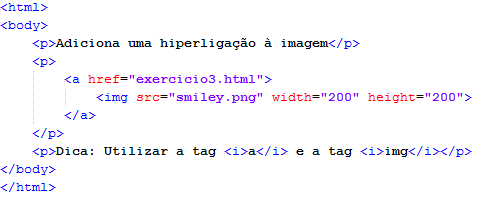 <html>
<body>
<p>Adiciona uma hiperligação à imagem</p>
<p>
<a href="exercicio3.html">
<img src="smiley.png" width="200" height="200">
</a>
</p>
<p>Dica: Utilizar a tag <i>a</i> e a tag <i>img</i></p>
</body>
</html>